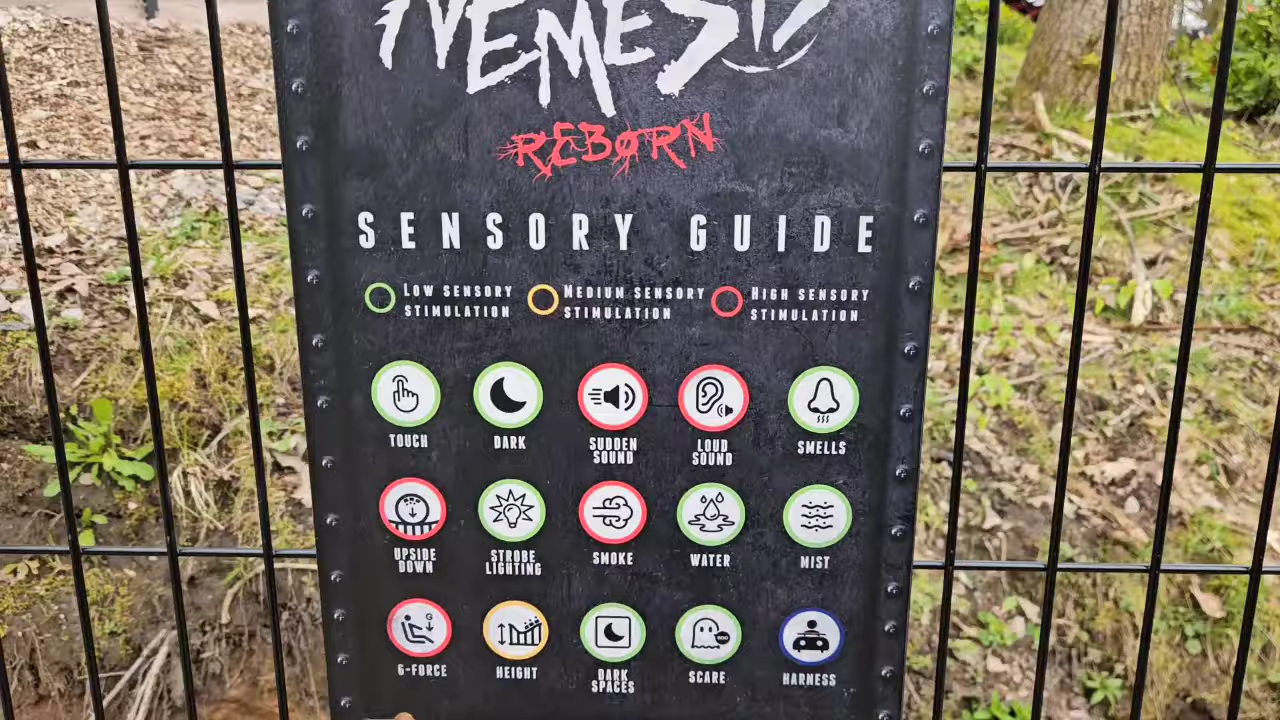 NEMESIS
REBORN
SENSORY GUIDE
LOW SENSORY STIMULATION
MEDIUM SENSORY STIMULATION
HIGH SENSORY STIMULATION
TOUCH
DARK
SUDDEN SOUND
LOUD SOUND
SMELLS
UPSIDE DOWN
STROBE LIGHTING
SMOKE
WATER
MIST
G
G-FORCE
HEIGHT
DARK SPACES
BOO
SCARE
HARNESS